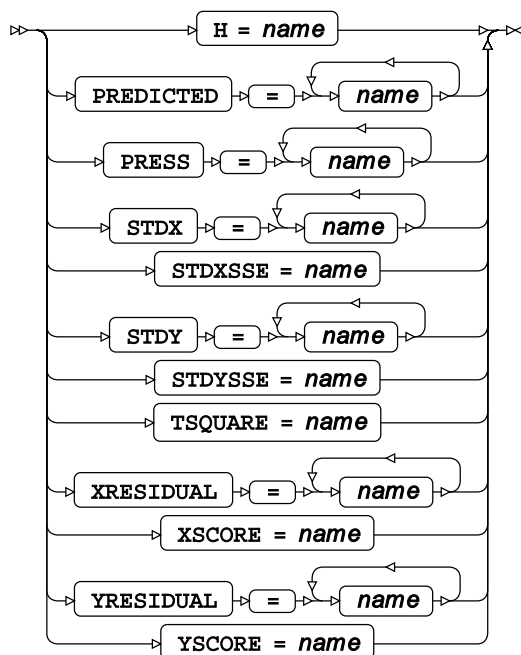 H = name
PREDICTED = name
PRESS = name
STDX = name
STDXSSE = name
STDY = name
STDYSSE = name
TSQUARE = name
XRESIDUAL = name
XSCORE = name
YRESIDUAL = name
YSCORE = name